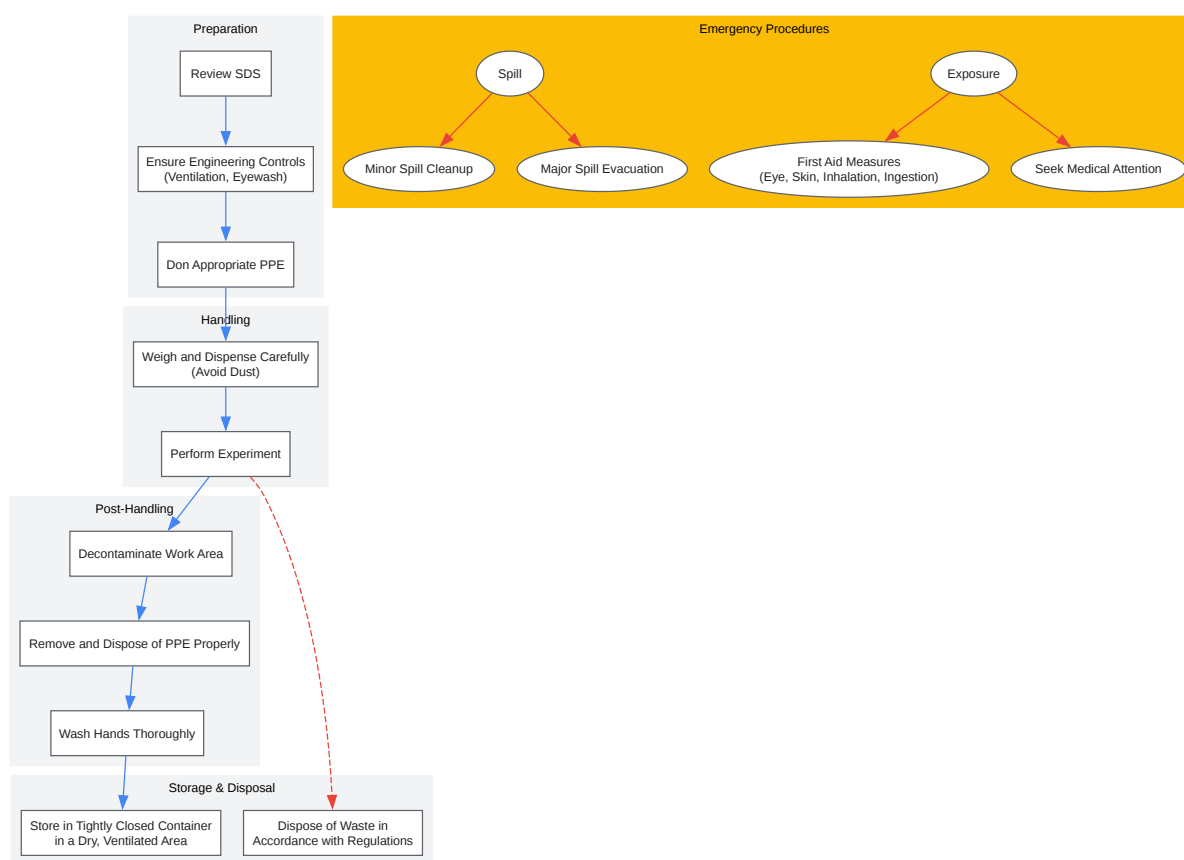 Preparation
Review SDS
Ensure Engineering Controls
(Ventilation, Eyewash)
Don Appropriate PPE
Handling
Weigh and Dispense Carefully
(Avoid Dust)
Perform Experiment
Post-Handling
Decontaminate Work Area
Remove and Dispose of PPE Properly
Wash Hands Thoroughly
Storage & Disposal
Store in Tightly Closed Container
in a Dry, Ventilated Area
Dispose of Waste in
Accordance with Regulations
Emergency Procedures
Spill
Minor Spill Cleanup
Major Spill Evacuation
Exposure
First Aid Measures
(Eye, Skin, Inhalation, Ingestion)
Seek Medical Attention